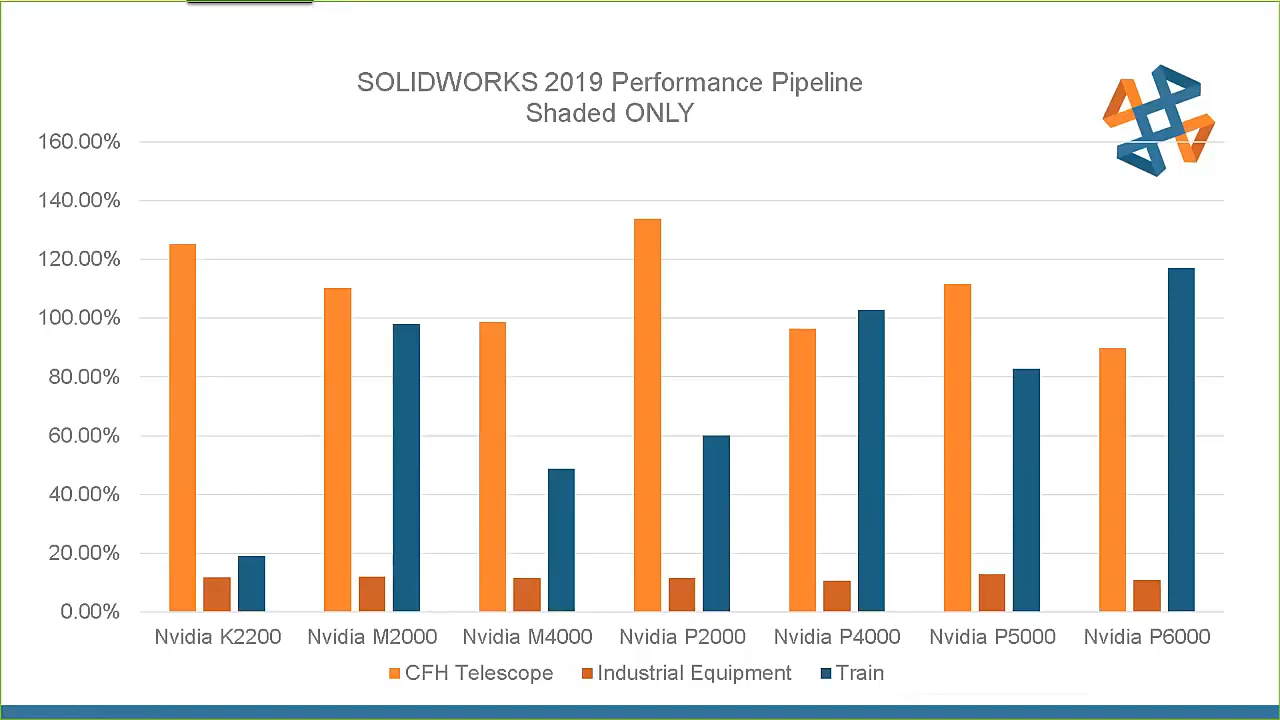 SOLIDWORKS 2019 Performance Pipeline
Shaded ONLY
160.00%
140.00%
120.00%
100.00%
80.00%
60.00%
40.00%
20.00%
0.00%
Nvidia K2200 Nvidia M2000 Nvidia M4000 Nvidia P2000 Nvidia P4000 Nvidia P5000 Nvidia P6000
CFH Telescope Industrial Equipment Train